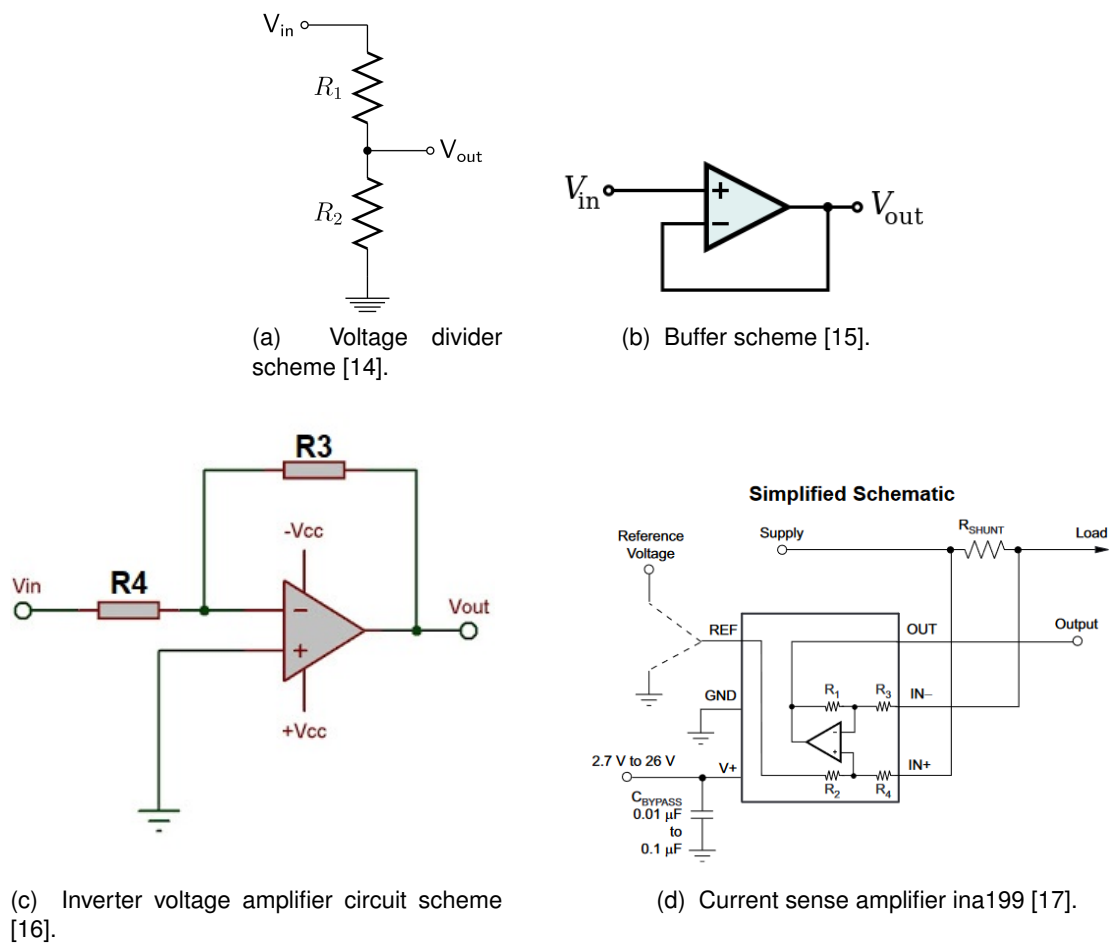 Vin
R1
Vout
R2
(a) Voltage divider
scheme [14].
Vin
+
−
Vout
(b) Buffer scheme [15].
R3
-Vcc
Vin
R4
−
+
Vout
+Vcc
(c) Inverter voltage amplifier circuit scheme
[16].
Simplified Schematic
Reference
Voltage
Supply
RSHUNT
Load
REF
OUT
Output
GND
R1
R3
IN−
-
+
2.7 V to 26 V
V+
R2
R4
IN+
CBYPASS
0.01 µF
to
0.1 µF
(d) Current sense amplifier ina199 [17].